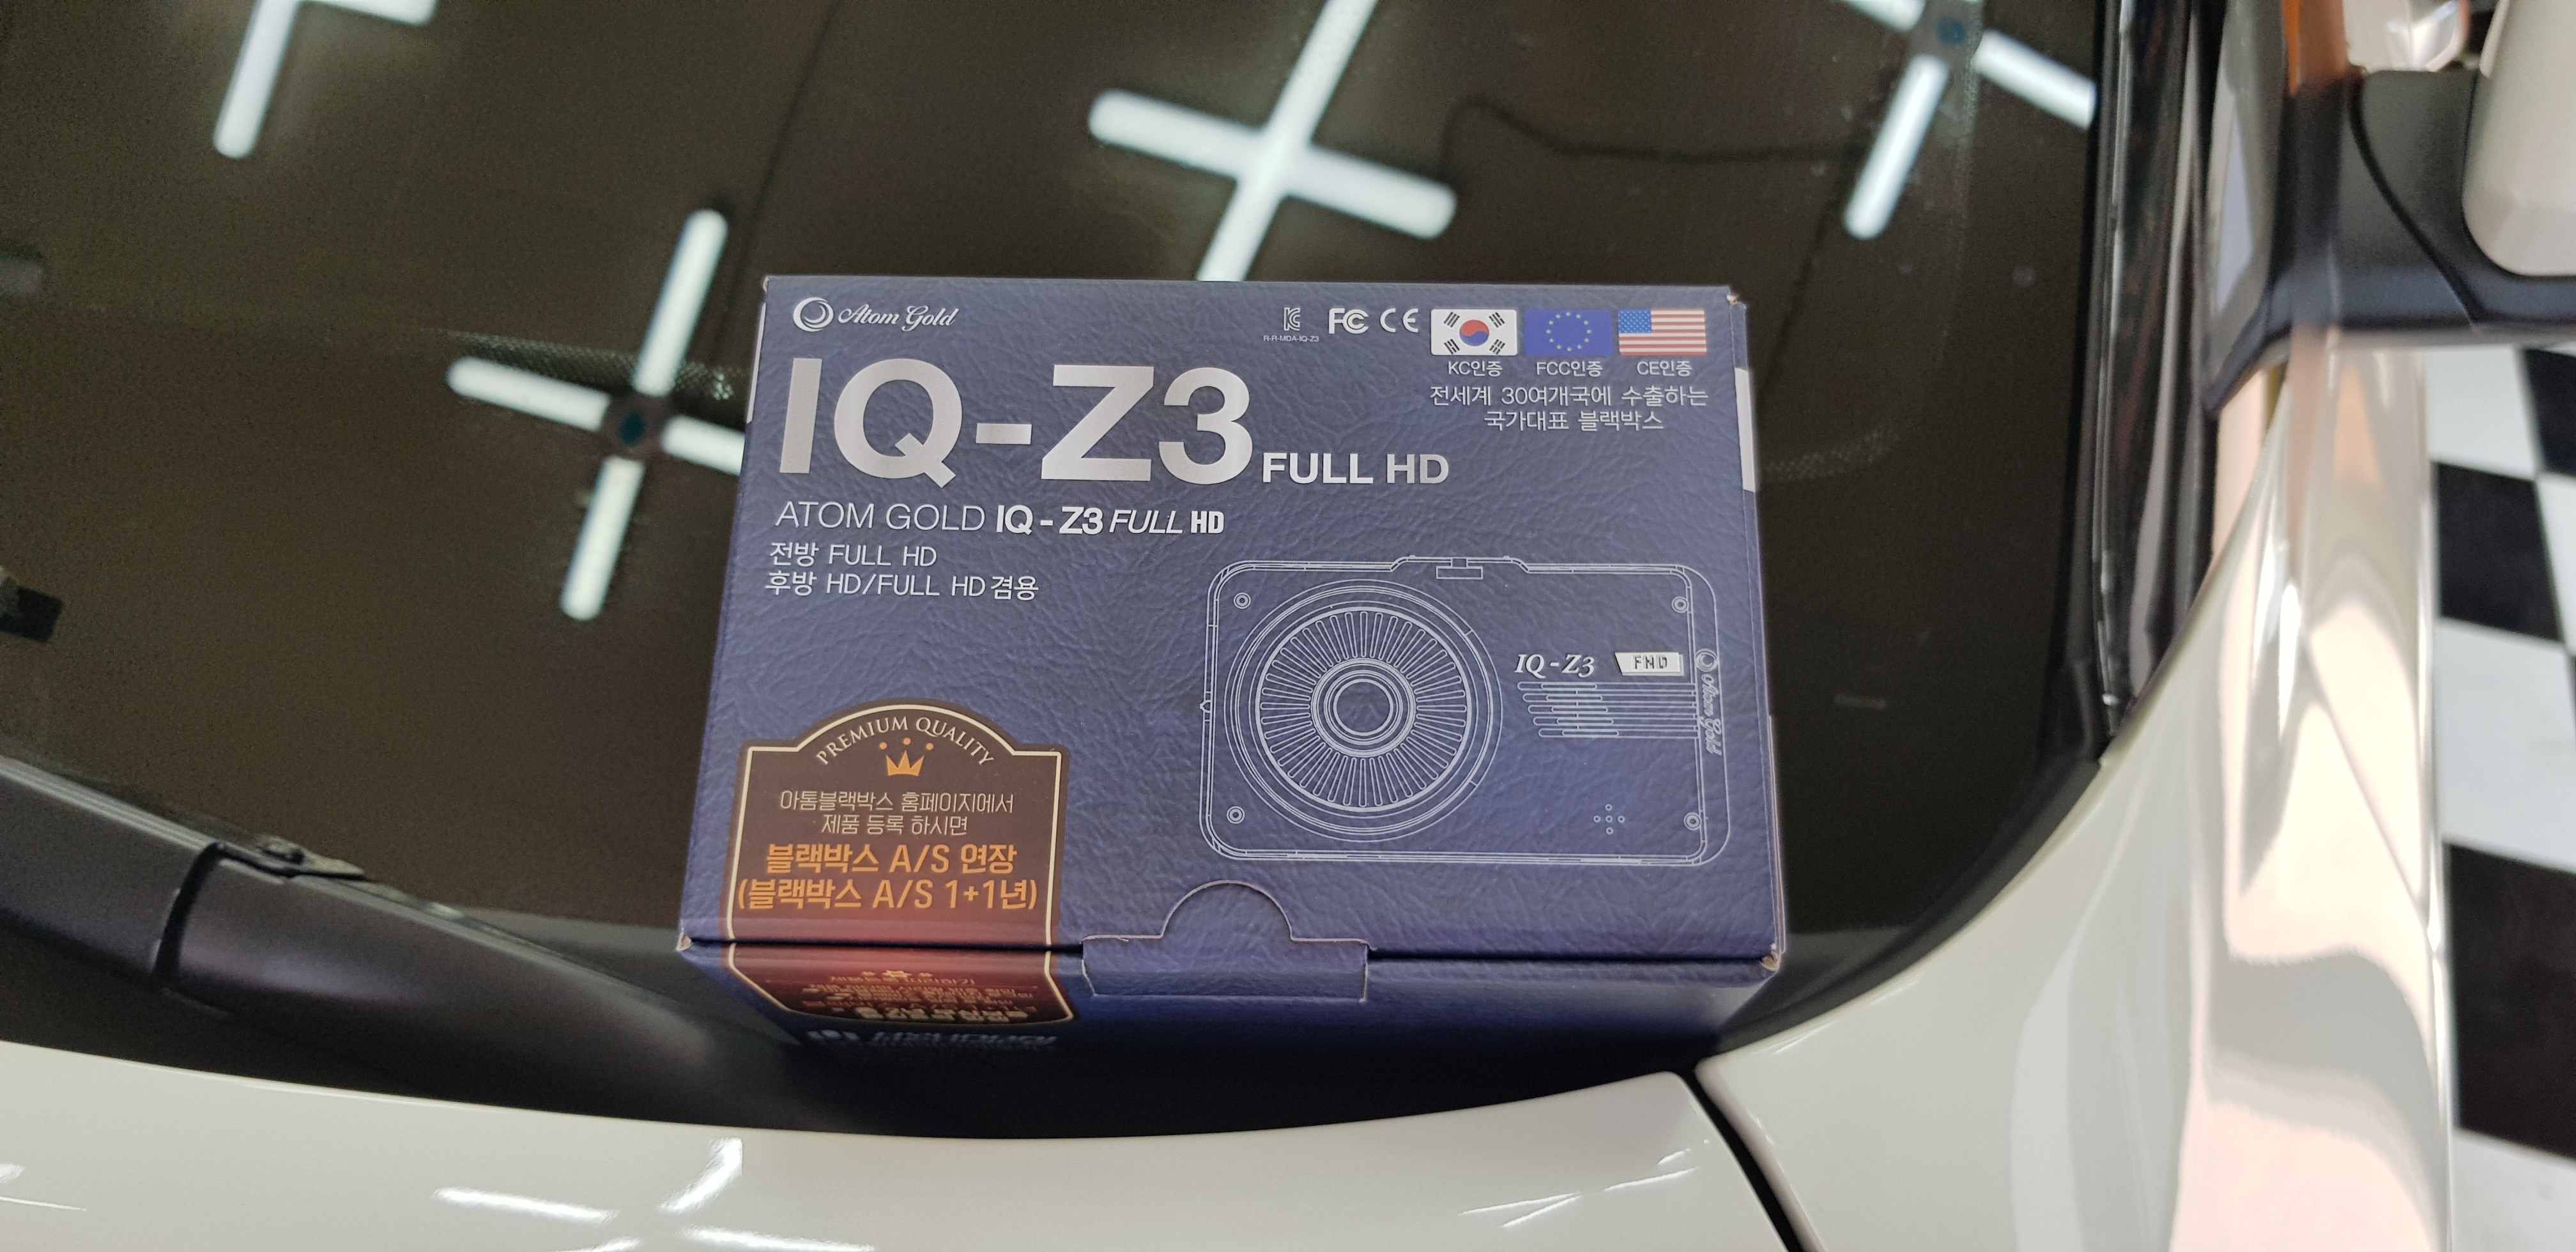 Atom Gold
R-R-MDA-IQ-Z3
FC CE
KC인증 FCC인증 CE인증
전세계 30여개국에 수출하는
국가대표 블랙박스
IQ-Z3 FULL HD
ATOM GOLD IQ - Z3 FULL HD
전방 FULL HD
후방 HD/FULL HD 겸용
IQ - Z3 FHD
Atom Gold
PREMIUM QUALITY
아톰블랙박스 홈페이지에서
제품 등록 하시면
블랙박스 A/S 연장
(블랙박스 A/S 1+1년)